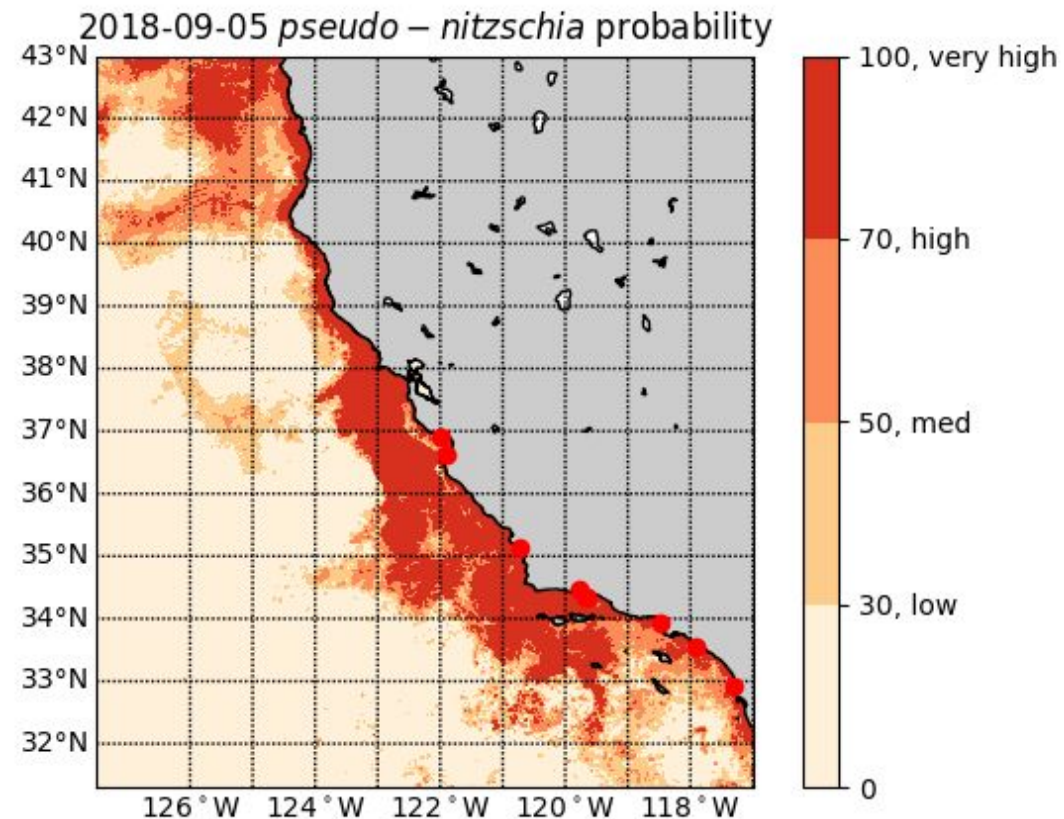 2018-09-05 pseudo − nitzschia probability
43°N
42°N
41°N
40°N
39°N
38°N
37°N
36°N
35°N
34°N
33°N
32°N
126°W 124°W 122°W 120°W 118°W
100, very high
70, high
50, med
30, low
0